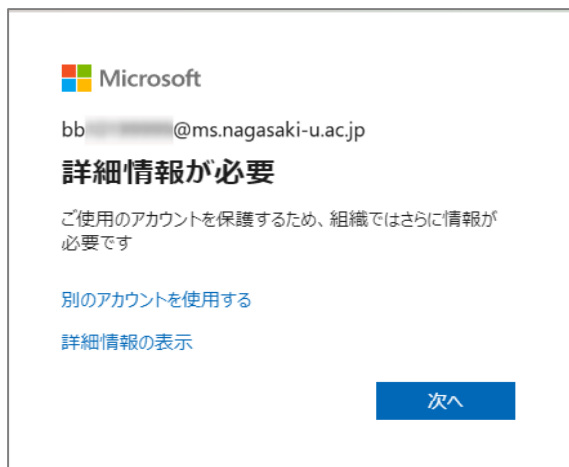 Microsoft
bb @ms.nagasaki-u.ac.jp
詳細情報が必要
ご使用のアカウントを保護するため、組織ではさらに情報が
必要です
別のアカウントを使用する
詳細情報の表示
次へ